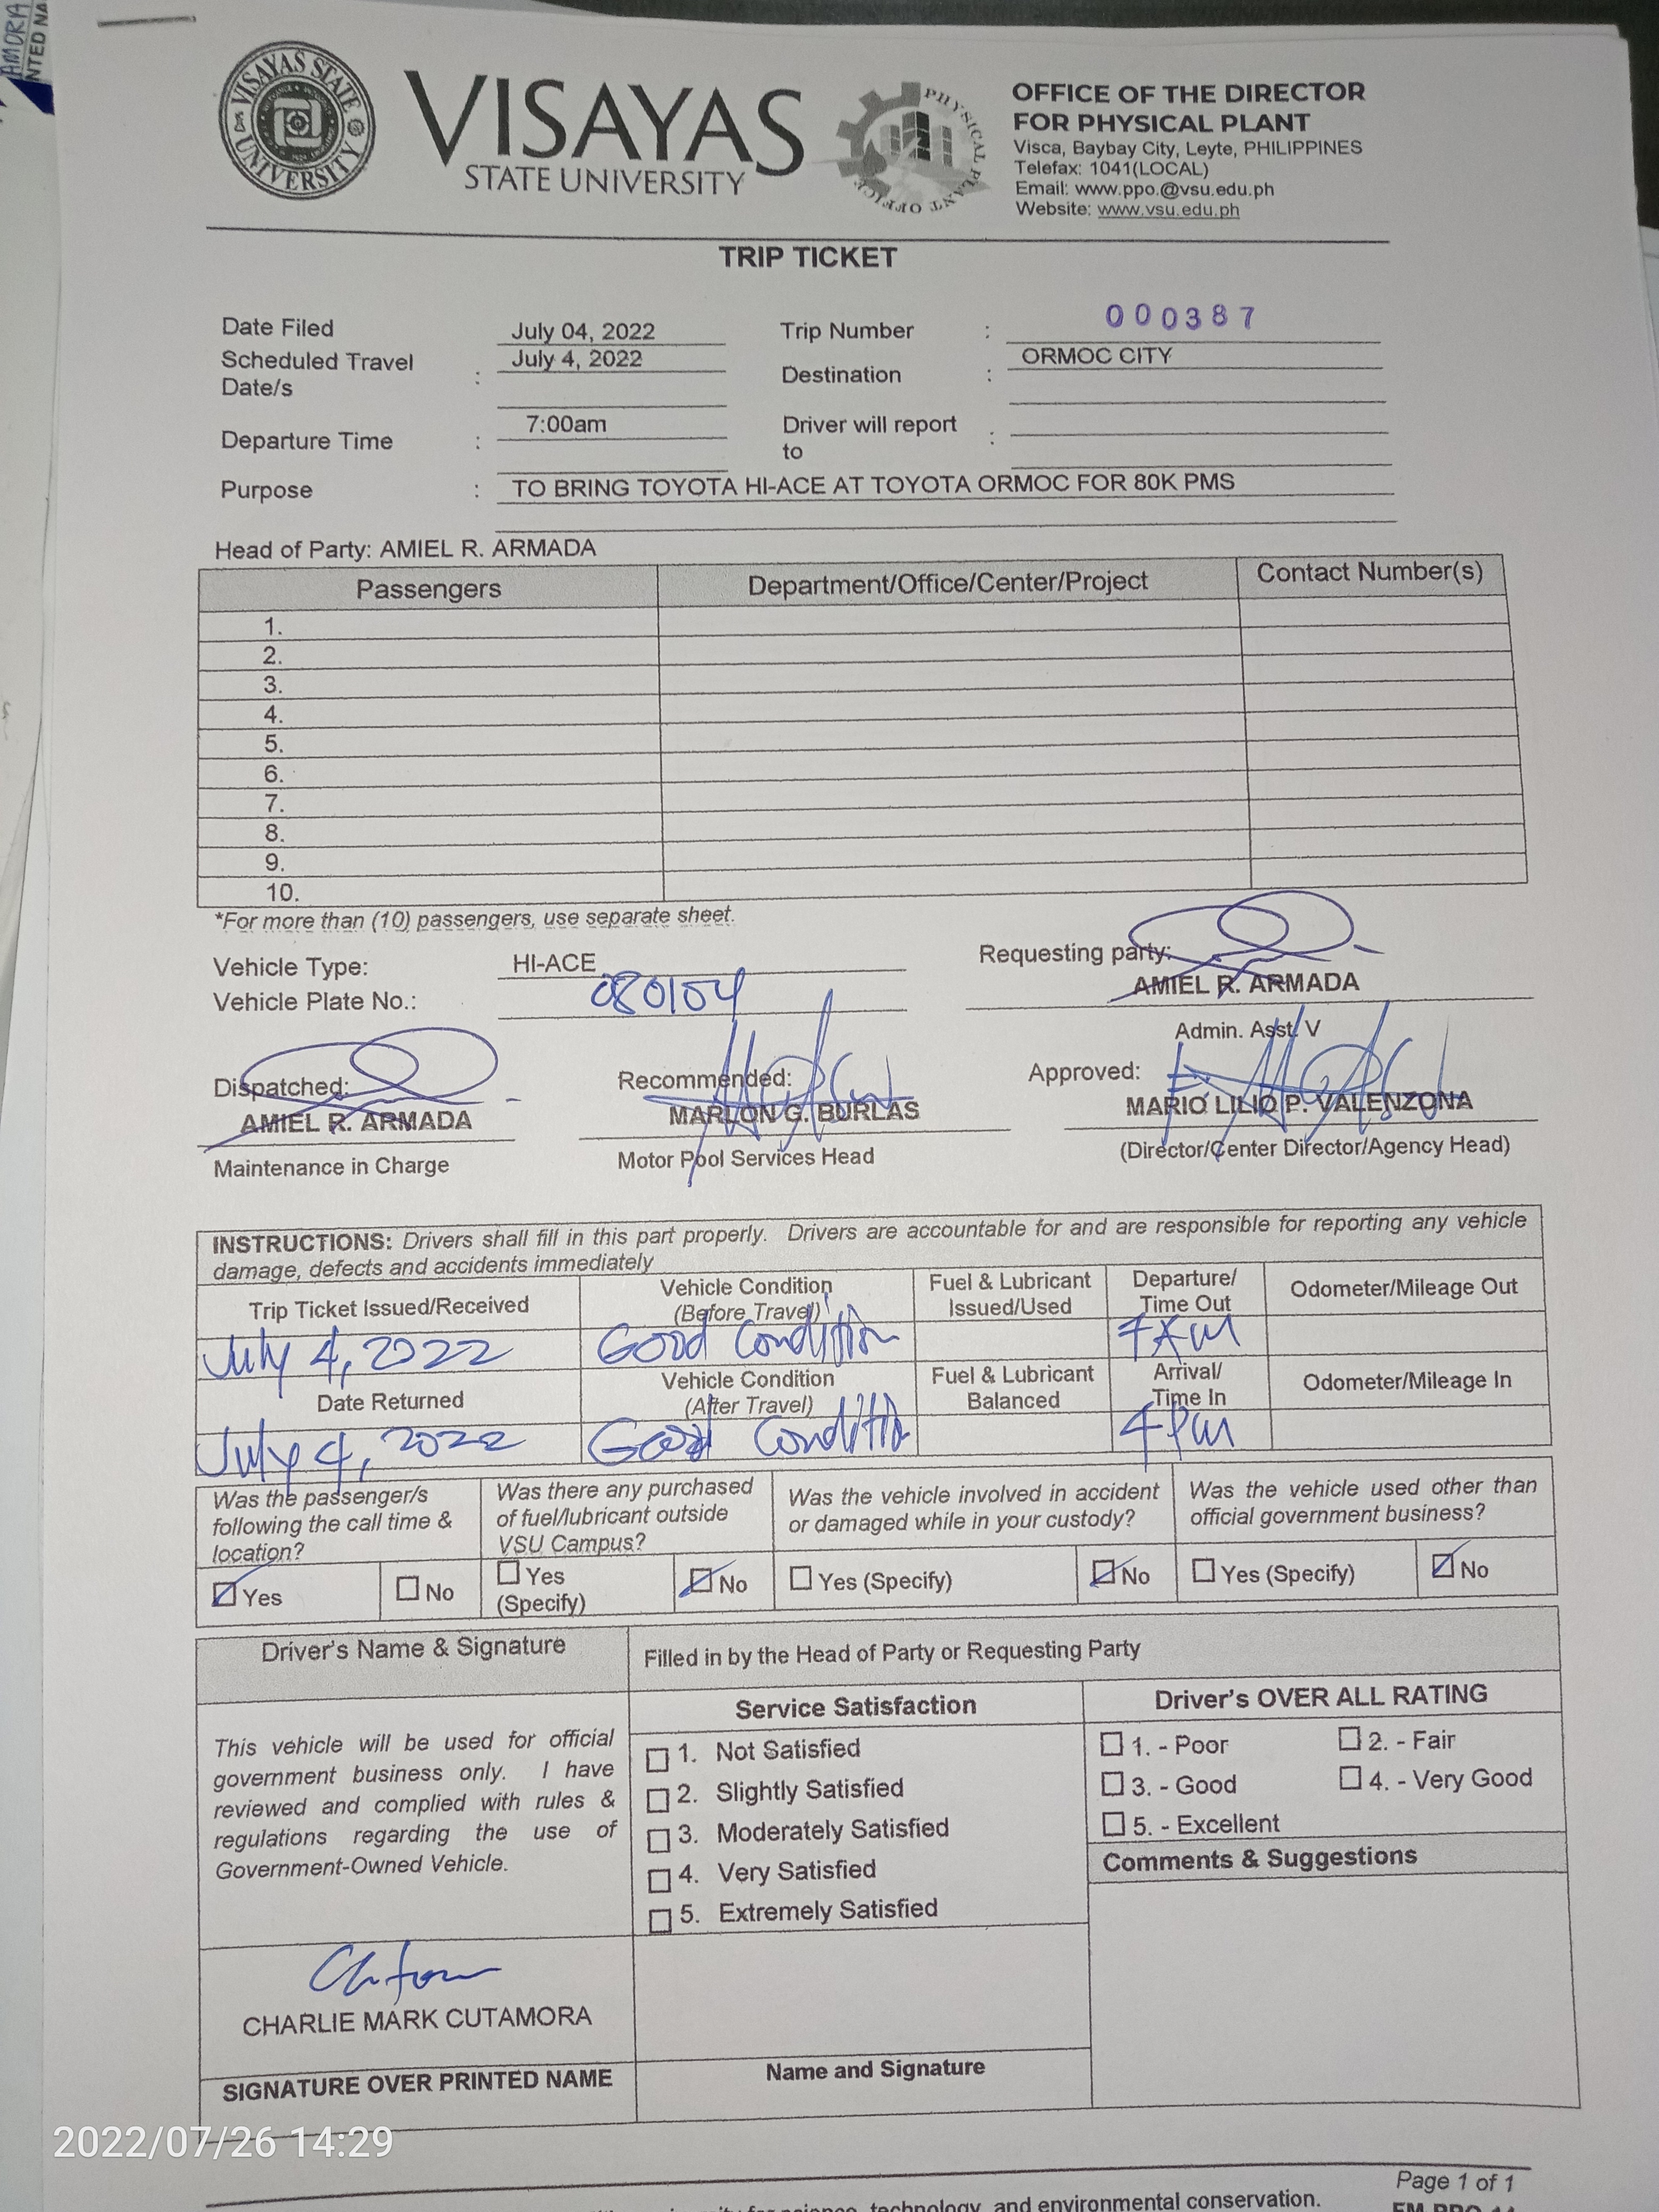 AMORA
NTED NA
VISAYAS STATE UNIVERSITY
VISAYAS
STATE UNIVERSITY
PHYSICAL PLANT OFFICE
OFFICE OF THE DIRECTOR
FOR PHYSICAL PLANT
Visca, Baybay City, Leyte, PHILIPPINES
Telefax: 1041(LOCAL)
Email: www.ppo.@vsu.edu.ph
Website: www.vsu.edu.ph
TRIP TICKET
Date Filed July 04, 2022 Trip Number : 000387
Scheduled Travel Date/s : July 4, 2022 Destination : ORMOC CITY
Departure Time : 7:00am Driver will report to :
Purpose : TO BRING TOYOTA HI-ACE AT TOYOTA ORMOC FOR 80K PMS
Head of Party: AMIEL R. ARMADA
Passengers Department/Office/Center/Project Contact Number(s)
1.
2.
3.
4.
5.
6.
7.
8.
9.
10.
*For more than (10) passengers, use separate sheet.
Vehicle Type: HI-ACE
Vehicle Plate No.: 080104
Requesting party:
AMIEL R. ARMADA
Admin. Asst. V
Dispatched: Recommended: Approved:
AMIEL R. ARMADA MARLON G. BURLAS MARIO LILIO P. VALENZONA
Maintenance in Charge Motor Pool Services Head (Director/Center Director/Agency Head)
INSTRUCTIONS: Drivers shall fill in this part properly. Drivers are accountable for and are responsible for reporting any vehicle
damage, defects and accidents immediately
Trip Ticket Issued/Received Vehicle Condition (Before Travel) Fuel & Lubricant Issued/Used Departure/ Time Out Odometer/Mileage Out
July 4, 2022 Good Condition 7AM
Date Returned Vehicle Condition (After Travel) Fuel & Lubricant Balanced Arrival/ Time In Odometer/Mileage In
July 4, 2022 Good Condition 4pm
Was the passenger/s
following the call time &
location?
Yes No
Was there any purchased
of fuel/lubricant outside
VSU Campus?
Yes (Specify) No
Was the vehicle involved in accident
or damaged while in your custody?
Yes (Specify) No
Was the vehicle used other than
official government business?
Yes (Specify) No
Driver's Name & Signature Filled in by the Head of Party or Requesting Party
This vehicle will be used for official
government business only. I have
reviewed and complied with rules &
regulations regarding the use of
Government-Owned Vehicle.
CHARLIE MARK CUTAMORA
SIGNATURE OVER PRINTED NAME
Service Satisfaction
1. Not Satisfied
2. Slightly Satisfied
3. Moderately Satisfied
4. Very Satisfied
5. Extremely Satisfied
Name and Signature
Driver's OVER ALL RATING
1. - Poor 2. - Fair
3. - Good 4. - Very Good
5. - Excellent
Comments & Suggestions
2022/07/26 14:29
Page 1 of 1
technology, and environmental conservation.